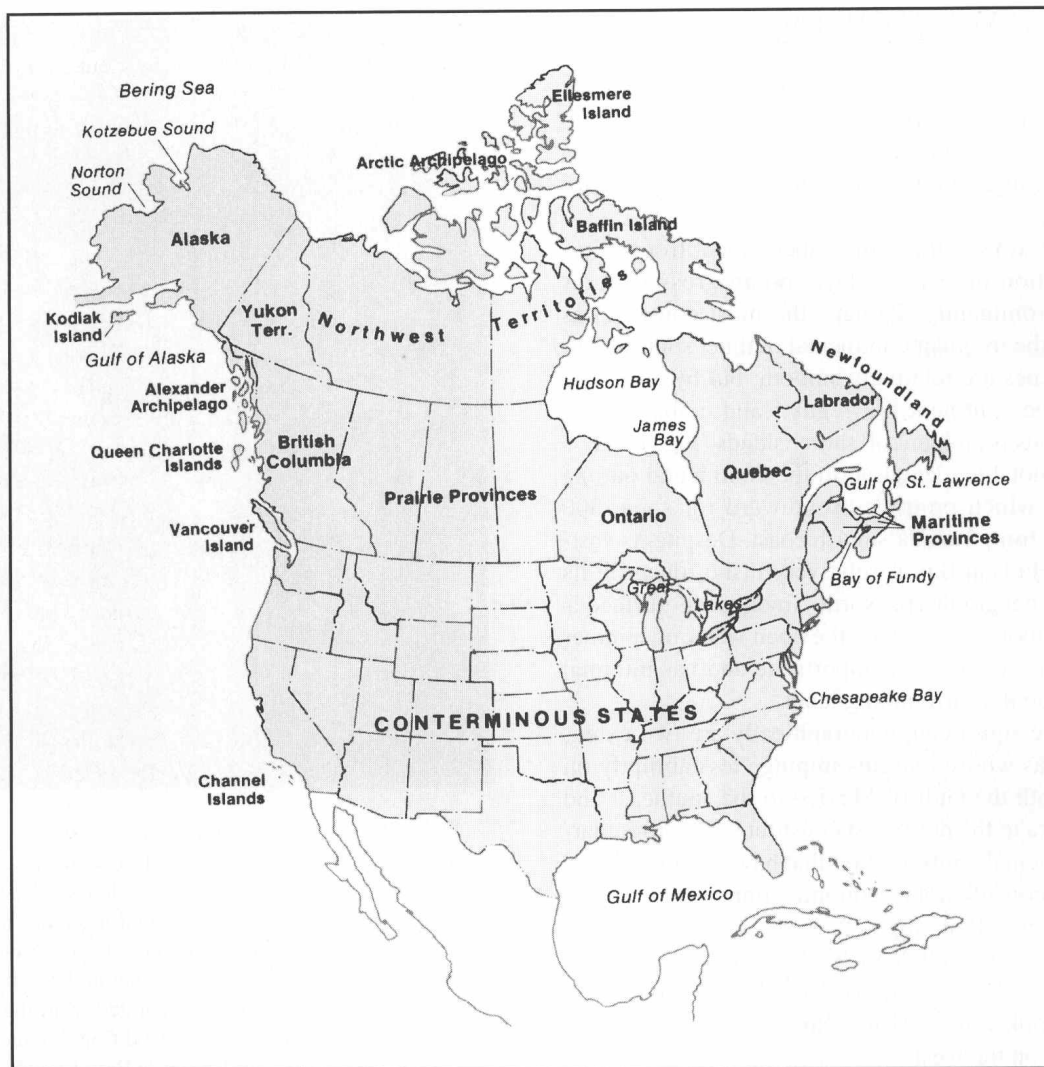 Bering Sea
Kotzebue Sound
Norton
Sound
Alaska
Ellesmere
Island
Arctic Archipelago
Baffin Island
Kodiak
Island
Yukon
Terr.
Northwest Territories
Gulf of Alaska
Alexander
Archipelago
Queen Charlotte
Islands
British
Columbia
Vancouver
Island
Prairie Provinces
Hudson Bay
James
Bay
Ontario
Newfoundland
Labrador
Quebec
Gulf of St. Lawrence
Maritime
Provinces
Bay of Fundy
Great Lakes
Chesapeake Bay
CONTERMINOUS STATES
Channel
Islands
Gulf of Mexico